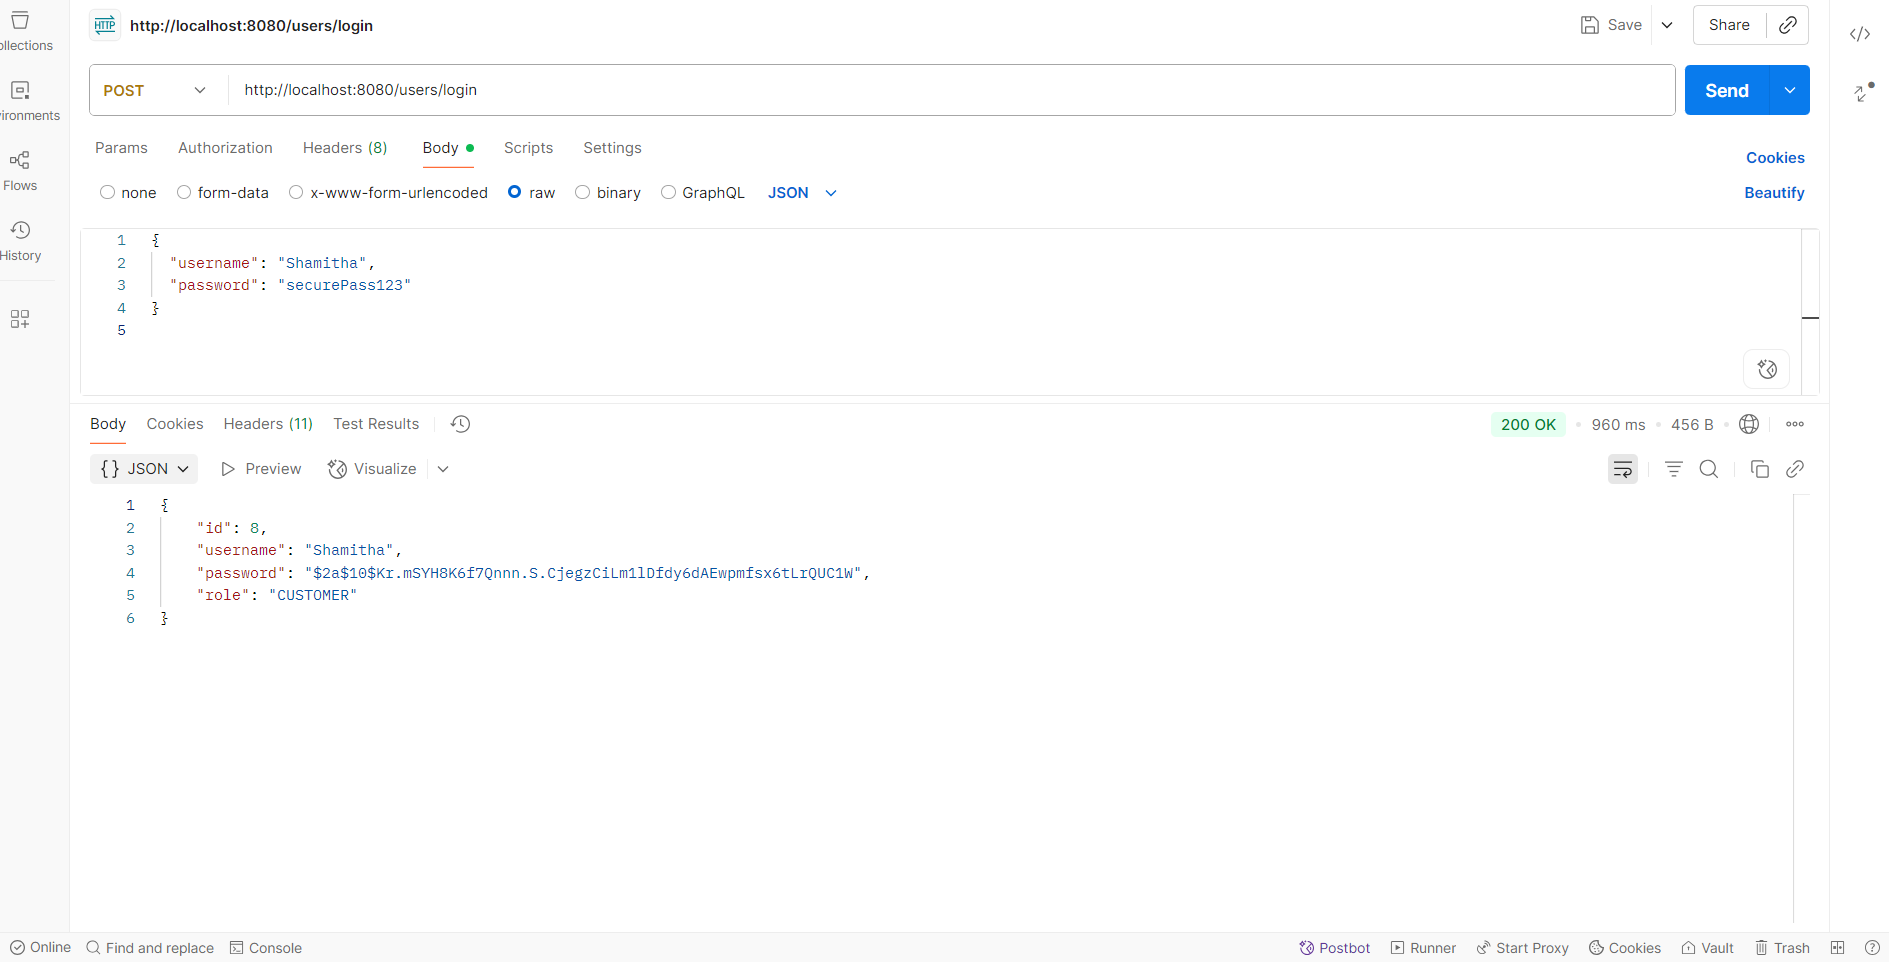 HTTP http://localhost:8080/users/login Save Share
POST http://localhost:8080/users/login Send
Params Authorization Headers (8) Body Scripts Settings Cookies
none form-data x-www-form-urlencoded raw binary GraphQL JSON Beautify
1 {
2 "username": "Shamitha",
3 "password": "securePass123"
4 }
5
Body Cookies Headers (11) Test Results 200 OK • 960 ms • 456 B
{} JSON Preview Visualize
1 {
2 "id": 8,
3 "username": "Shamitha",
4 "password": "$2a$10$Kr.mSYH8K6f7Qnnn.S.CjegzCiLm1lDfdy6dAEwpmfsx6tLrQUC1W",
5 "role": "CUSTOMER"
6 }
ollections
vironments
Flows
History
Online Find and replace Console Postbot Runner Start Proxy Cookies Vault Trash